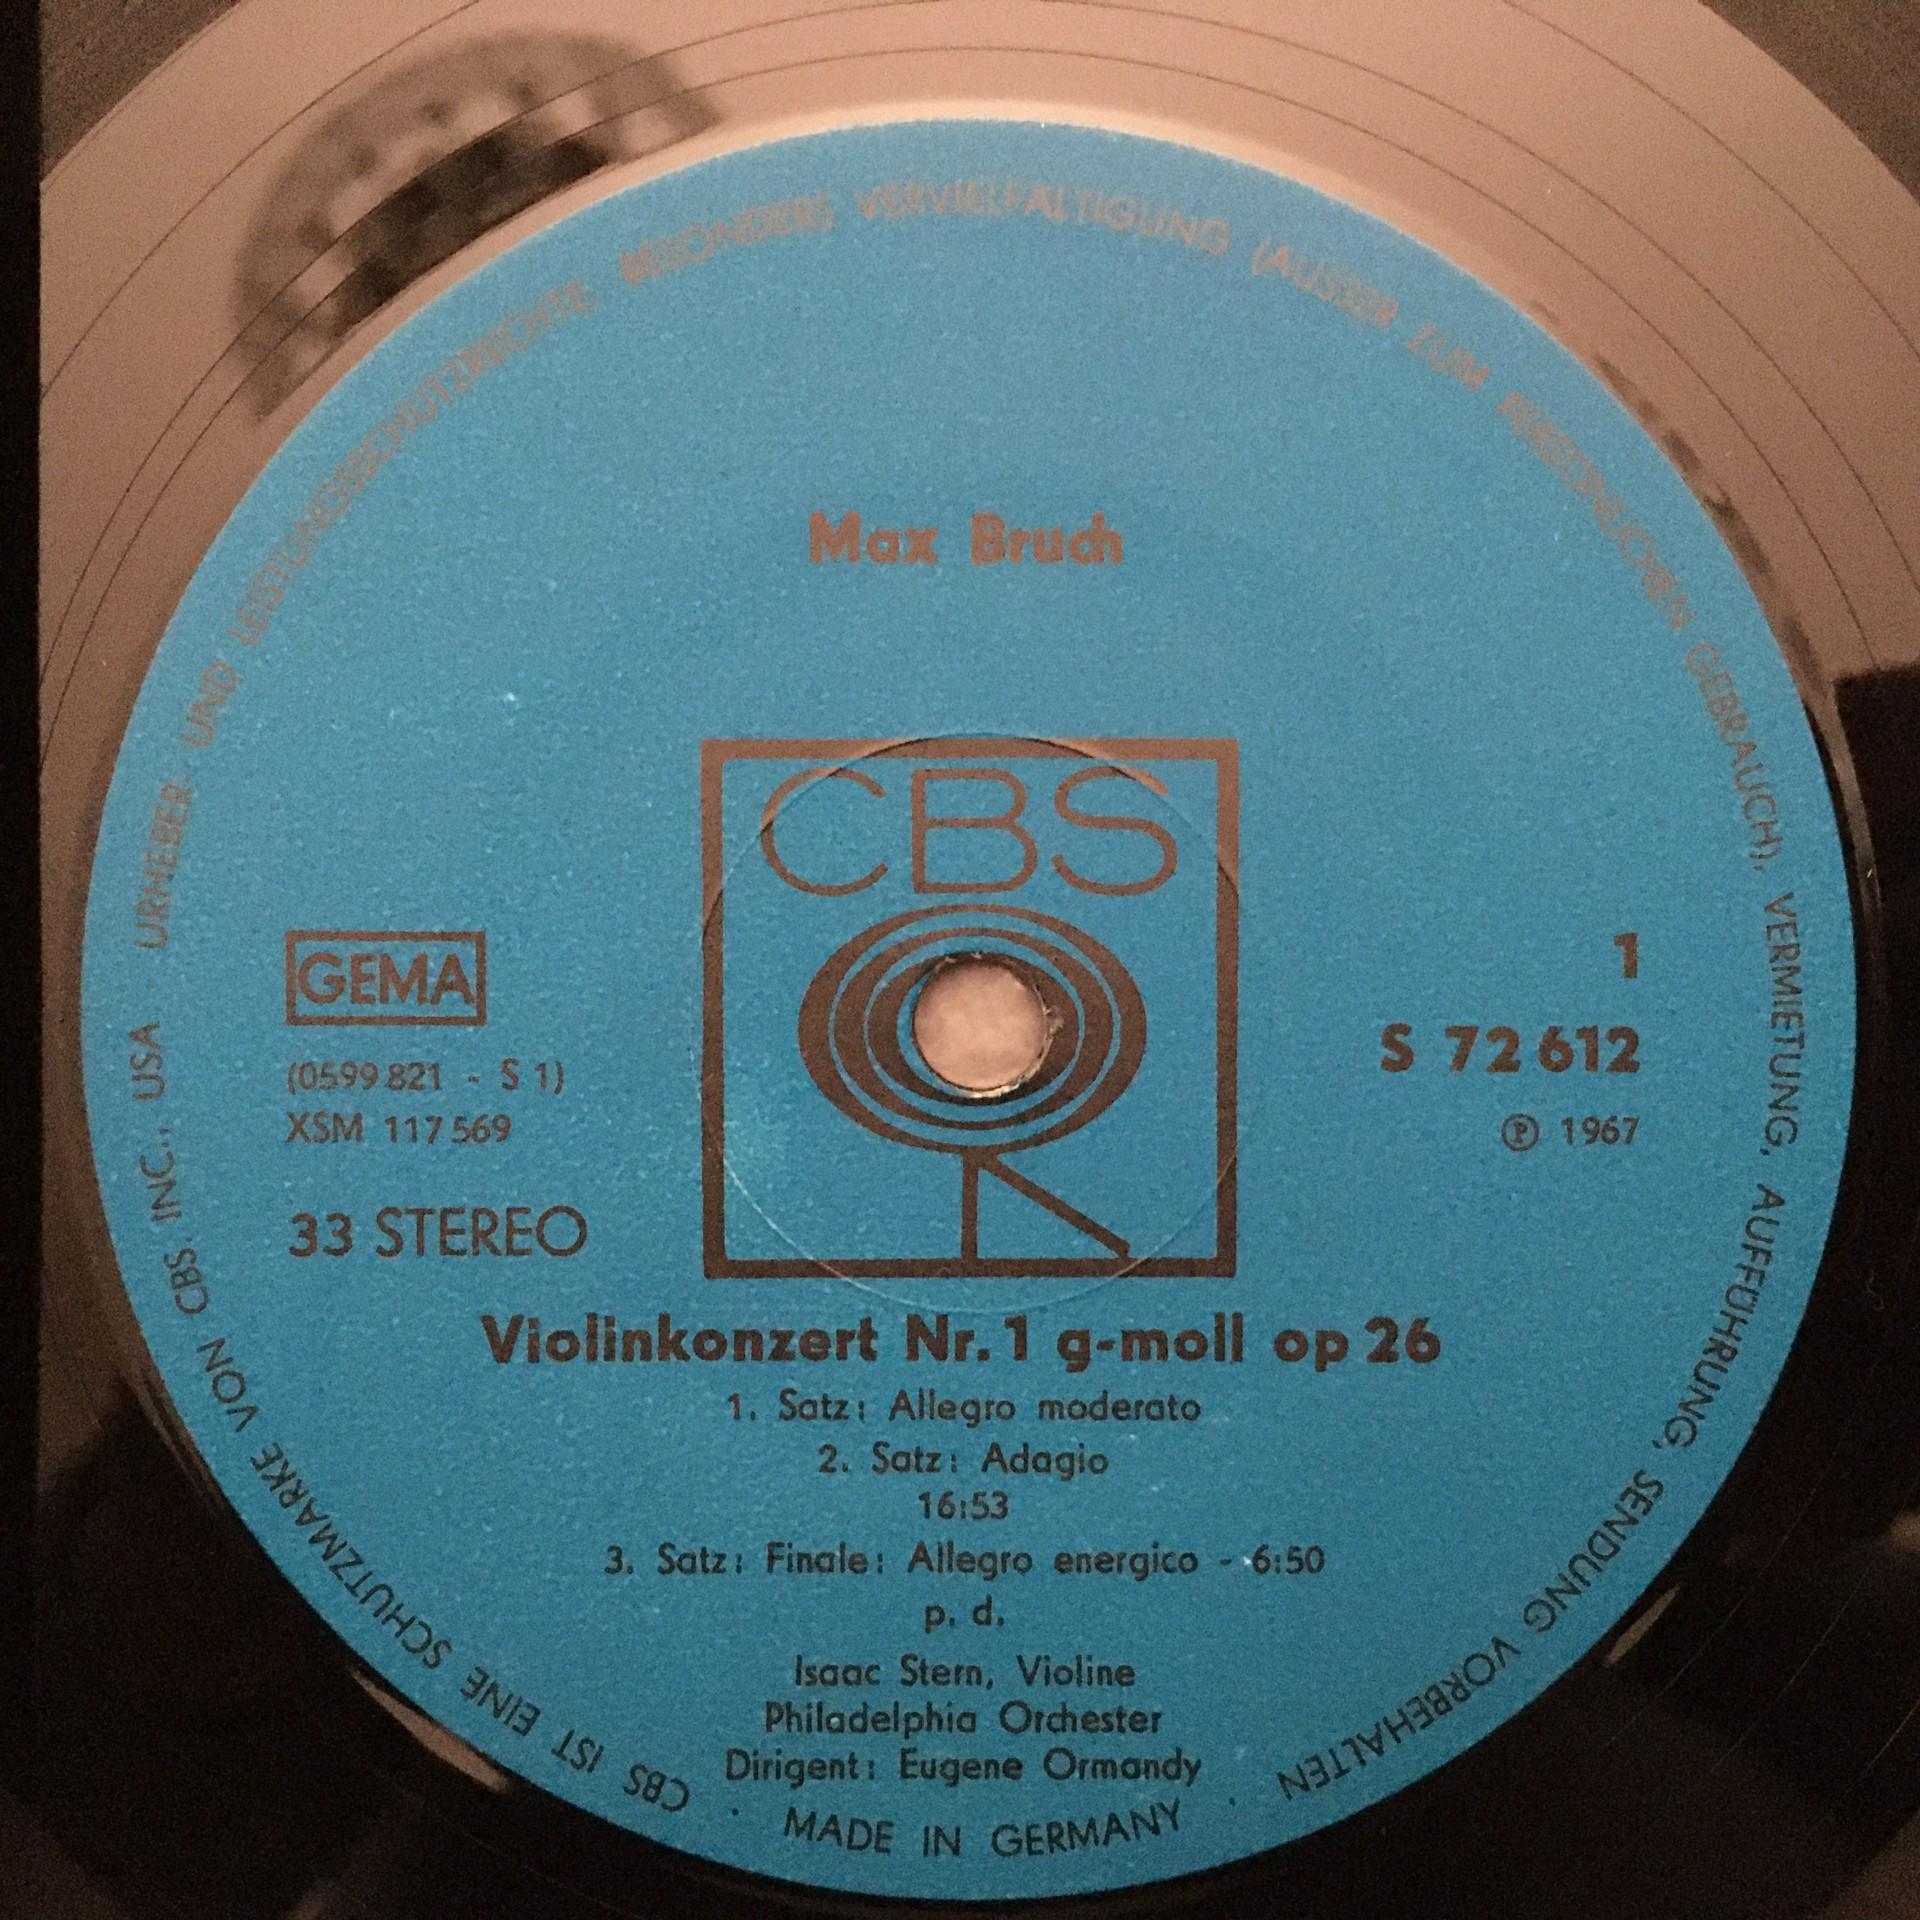 Max Bruch
CBS
GEMA
(0599 821 - S 1)
XSM 117 569
33 STEREO
1
S 72 612
℗ 1967
Violinkonzert Nr. 1 g-moll op 26
1. Satz: Allegro moderato
2. Satz: Adagio
16:53
3. Satz: Finale: Allegro energico - 6:50
p. d.
Isaac Stern, Violine
Philadelphia Orchester
Dirigent: Eugene Ormandy
CBS IST EINE SCHUTZMARKE VON CBS INC., USA · URHEBER- UND LEISTUNGSSCHUTZRECHTE, BESONDERS VERVIELFÄLTIGUNG (AUSSER ZUM PERSÖNLICHEN GEBRAUCH), VERMIETUNG, AUFFÜHRUNG, SENDUNG VORBEHALTEN ·
MADE IN GERMANY ·